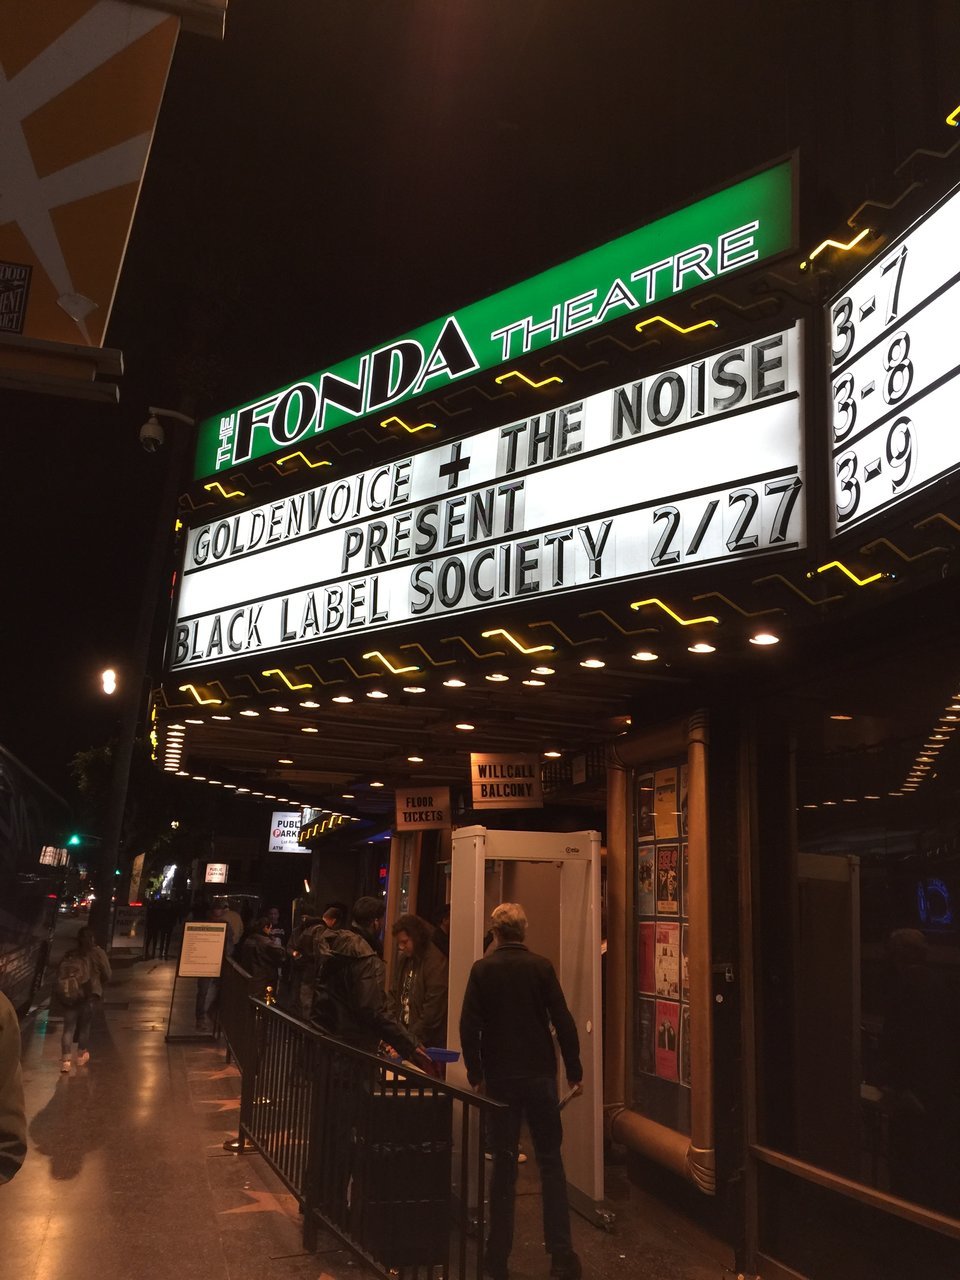 THE FONDA THEATRE
GOLDENVOICE + THE NOISE
PRESENT
BLACK LABEL SOCIETY 2/27
3-7
3-8
3-9
WILLCALL
BALCONY
FLOOR
TICKETS
PUBLIC
PARKING